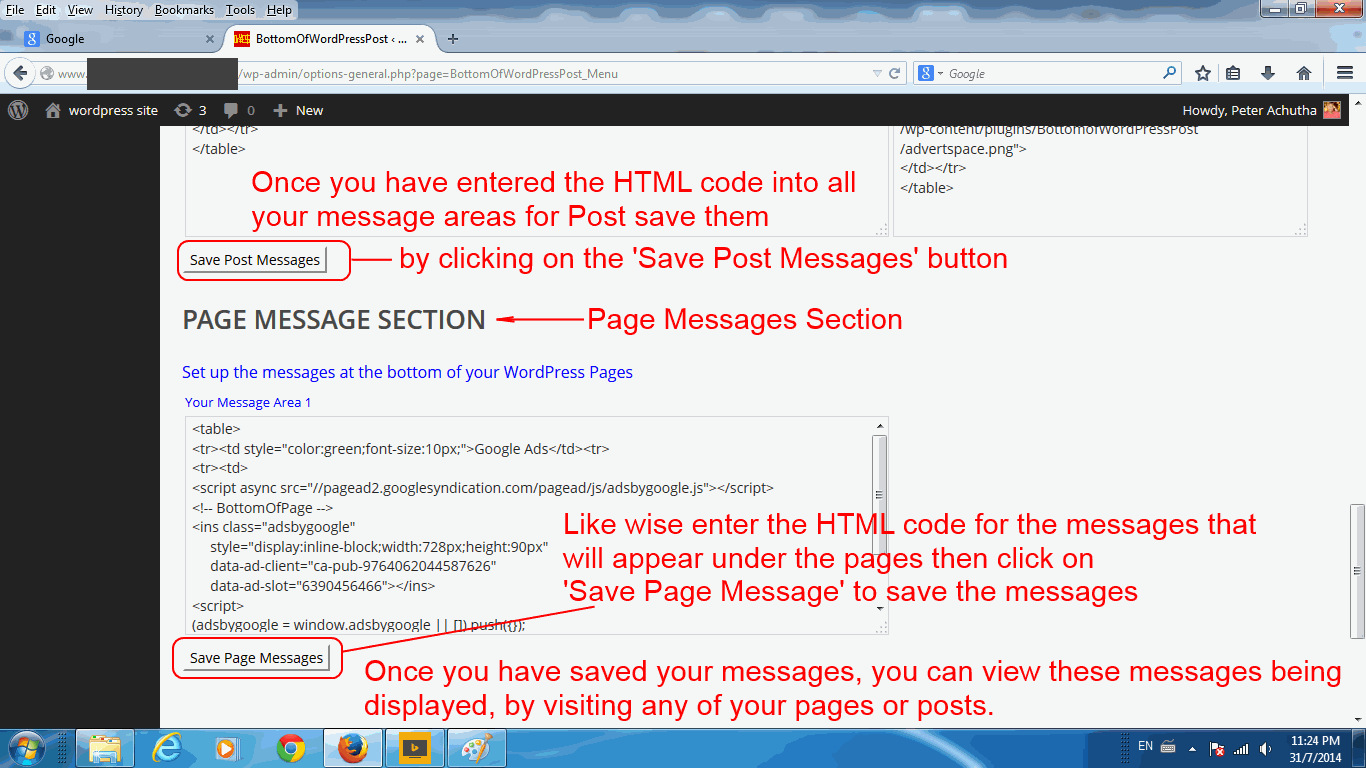 File Edit View History Bookmarks Tools Help
Google
BottomOfWordPressPost ‹ ...
www.
/wp-admin/options-general.php?page=BottomOfWordPressPost_Menu
Google
wordpress site 3 0 New
Howdy, Peter Achutha
</td></tr>
</table>
/wp-content/plugins/BottomofWordPressPost
/advertspace.png">
</td></tr>
</table>
Once you have entered the HTML code into all
your message areas for Post save them
Save Post Messages
by clicking on the 'Save Post Messages' button
PAGE MESSAGE SECTION
Page Messages Section
Set up the messages at the bottom of your WordPress Pages
Your Message Area 1
<table>
<tr><td style="color:green;font-size:10px;">Google Ads</td><tr>
<tr><td>
<script async src="//pagead2.googlesyndication.com/pagead/js/adsbygoogle.js"></script>
<!-- BottomOfPage -->
<ins class="adsbygoogle"
style="display:inline-block;width:728px;height:90px"
data-ad-client="ca-pub-9764062044587626"
data-ad-slot="6390456466"></ins>
<script>
(adsbygoogle = window.adsbygoogle || []).push({});
Like wise enter the HTML code for the messages that
will appear under the pages then click on
'Save Page Message' to save the messages
Save Page Messages
Once you have saved your messages, you can view these messages being
displayed, by visiting any of your pages or posts.
EN
11:24 PM
31/7/2014